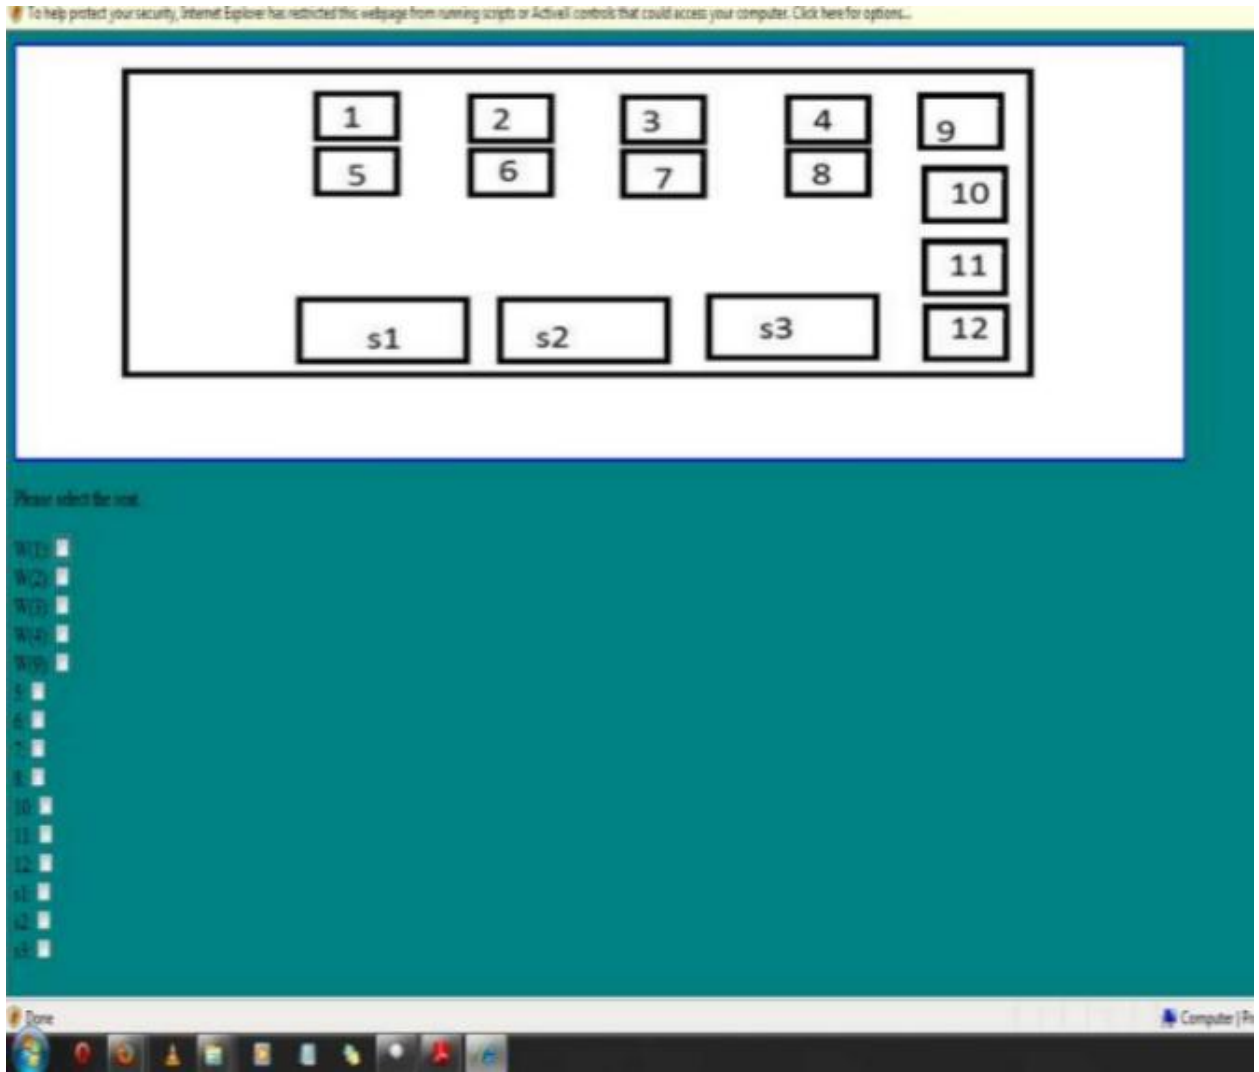 To help protect your security, Internet Explorer has restricted this webpage from running scripts or ActiveX controls that could access your computer. Click here for options...
1 2 3 4 9
5 6 7 8
10
11
s1 s2 s3 12
Please select the seat.
W(1):
W(2):
W(3):
W(4):
W(9):
5:
6:
7:
8:
10:
11:
12:
s1:
s2:
s3:
Done
Computer | Pr